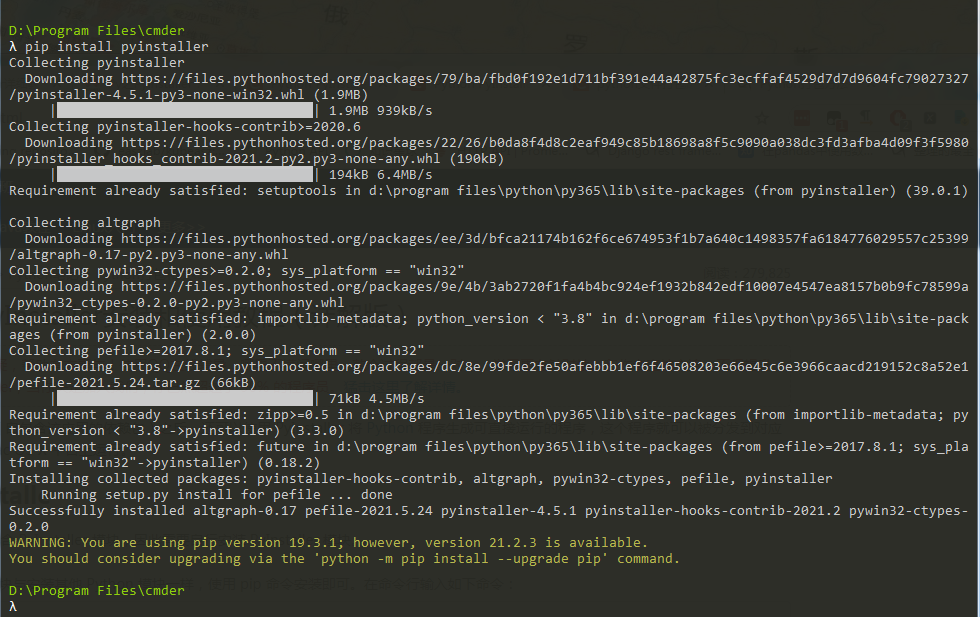 D:\Program Files\cmder
λ pip install pyinstaller
Collecting pyinstaller
  Downloading https://files.pythonhosted.org/packages/79/ba/fbd0f192e1d711bf391e44a42875fc3ecffaf4529d7d7d9604fc79027327
/pyinstaller-4.5.1-py3-none-win32.whl (1.9MB)
     |                                | 1.9MB 939kB/s
Collecting pyinstaller-hooks-contrib>=2020.6
  Downloading https://files.pythonhosted.org/packages/22/26/b0da8f4d8c2eaf949c85b18698a8f5c9090a038dc3fd3afba4d09f3f5980
/pyinstaller_hooks_contrib-2021.2-py2.py3-none-any.whl (190kB)
     |                                | 194kB 6.4MB/s
Requirement already satisfied: setuptools in d:\program files\python\py365\lib\site-packages (from pyinstaller) (39.0.1)
Collecting altgraph
  Downloading https://files.pythonhosted.org/packages/ee/3d/bfca21174b162f6ce674953f1b7a640c1498357fa6184776029557c25399
/altgraph-0.17-py2.py3-none-any.whl
Collecting pywin32-ctypes>=0.2.0; sys_platform == "win32"
  Downloading https://files.pythonhosted.org/packages/9e/4b/3ab2720f1fa4b4bc924ef1932b842edf10007e4547ea8157b0b9fc78599a
/pywin32_ctypes-0.2.0-py2.py3-none-any.whl
Requirement already satisfied: importlib-metadata; python_version < "3.8" in d:\program files\python\py365\lib\site-pack
ages (from pyinstaller) (2.0.0)
Collecting pefile>=2017.8.1; sys_platform == "win32"
  Downloading https://files.pythonhosted.org/packages/dc/8e/99fde2fe50afebbb1ef6f46508203e66e45c6e3966caacd219152c8a52e1
/pefile-2021.5.24.tar.gz (66kB)
     |                                | 71kB 4.5MB/s
Requirement already satisfied: zipp>=0.5 in d:\program files\python\py365\lib\site-packages (from importlib-metadata; py
thon_version < "3.8"->pyinstaller) (3.3.0)
Requirement already satisfied: future in d:\program files\python\py365\lib\site-packages (from pefile>=2017.8.1; sys_pla
tform == "win32"->pyinstaller) (0.18.2)
Installing collected packages: pyinstaller-hooks-contrib, altgraph, pywin32-ctypes, pefile, pyinstaller
    Running setup.py install for pefile ... done
Successfully installed altgraph-0.17 pefile-2021.5.24 pyinstaller-4.5.1 pyinstaller-hooks-contrib-2021.2 pywin32-ctypes-
0.2.0
WARNING: You are using pip version 19.3.1; however, version 21.2.3 is available.
You should consider upgrading via the 'python -m pip install --upgrade pip' command.
D:\Program Files\cmder
λ